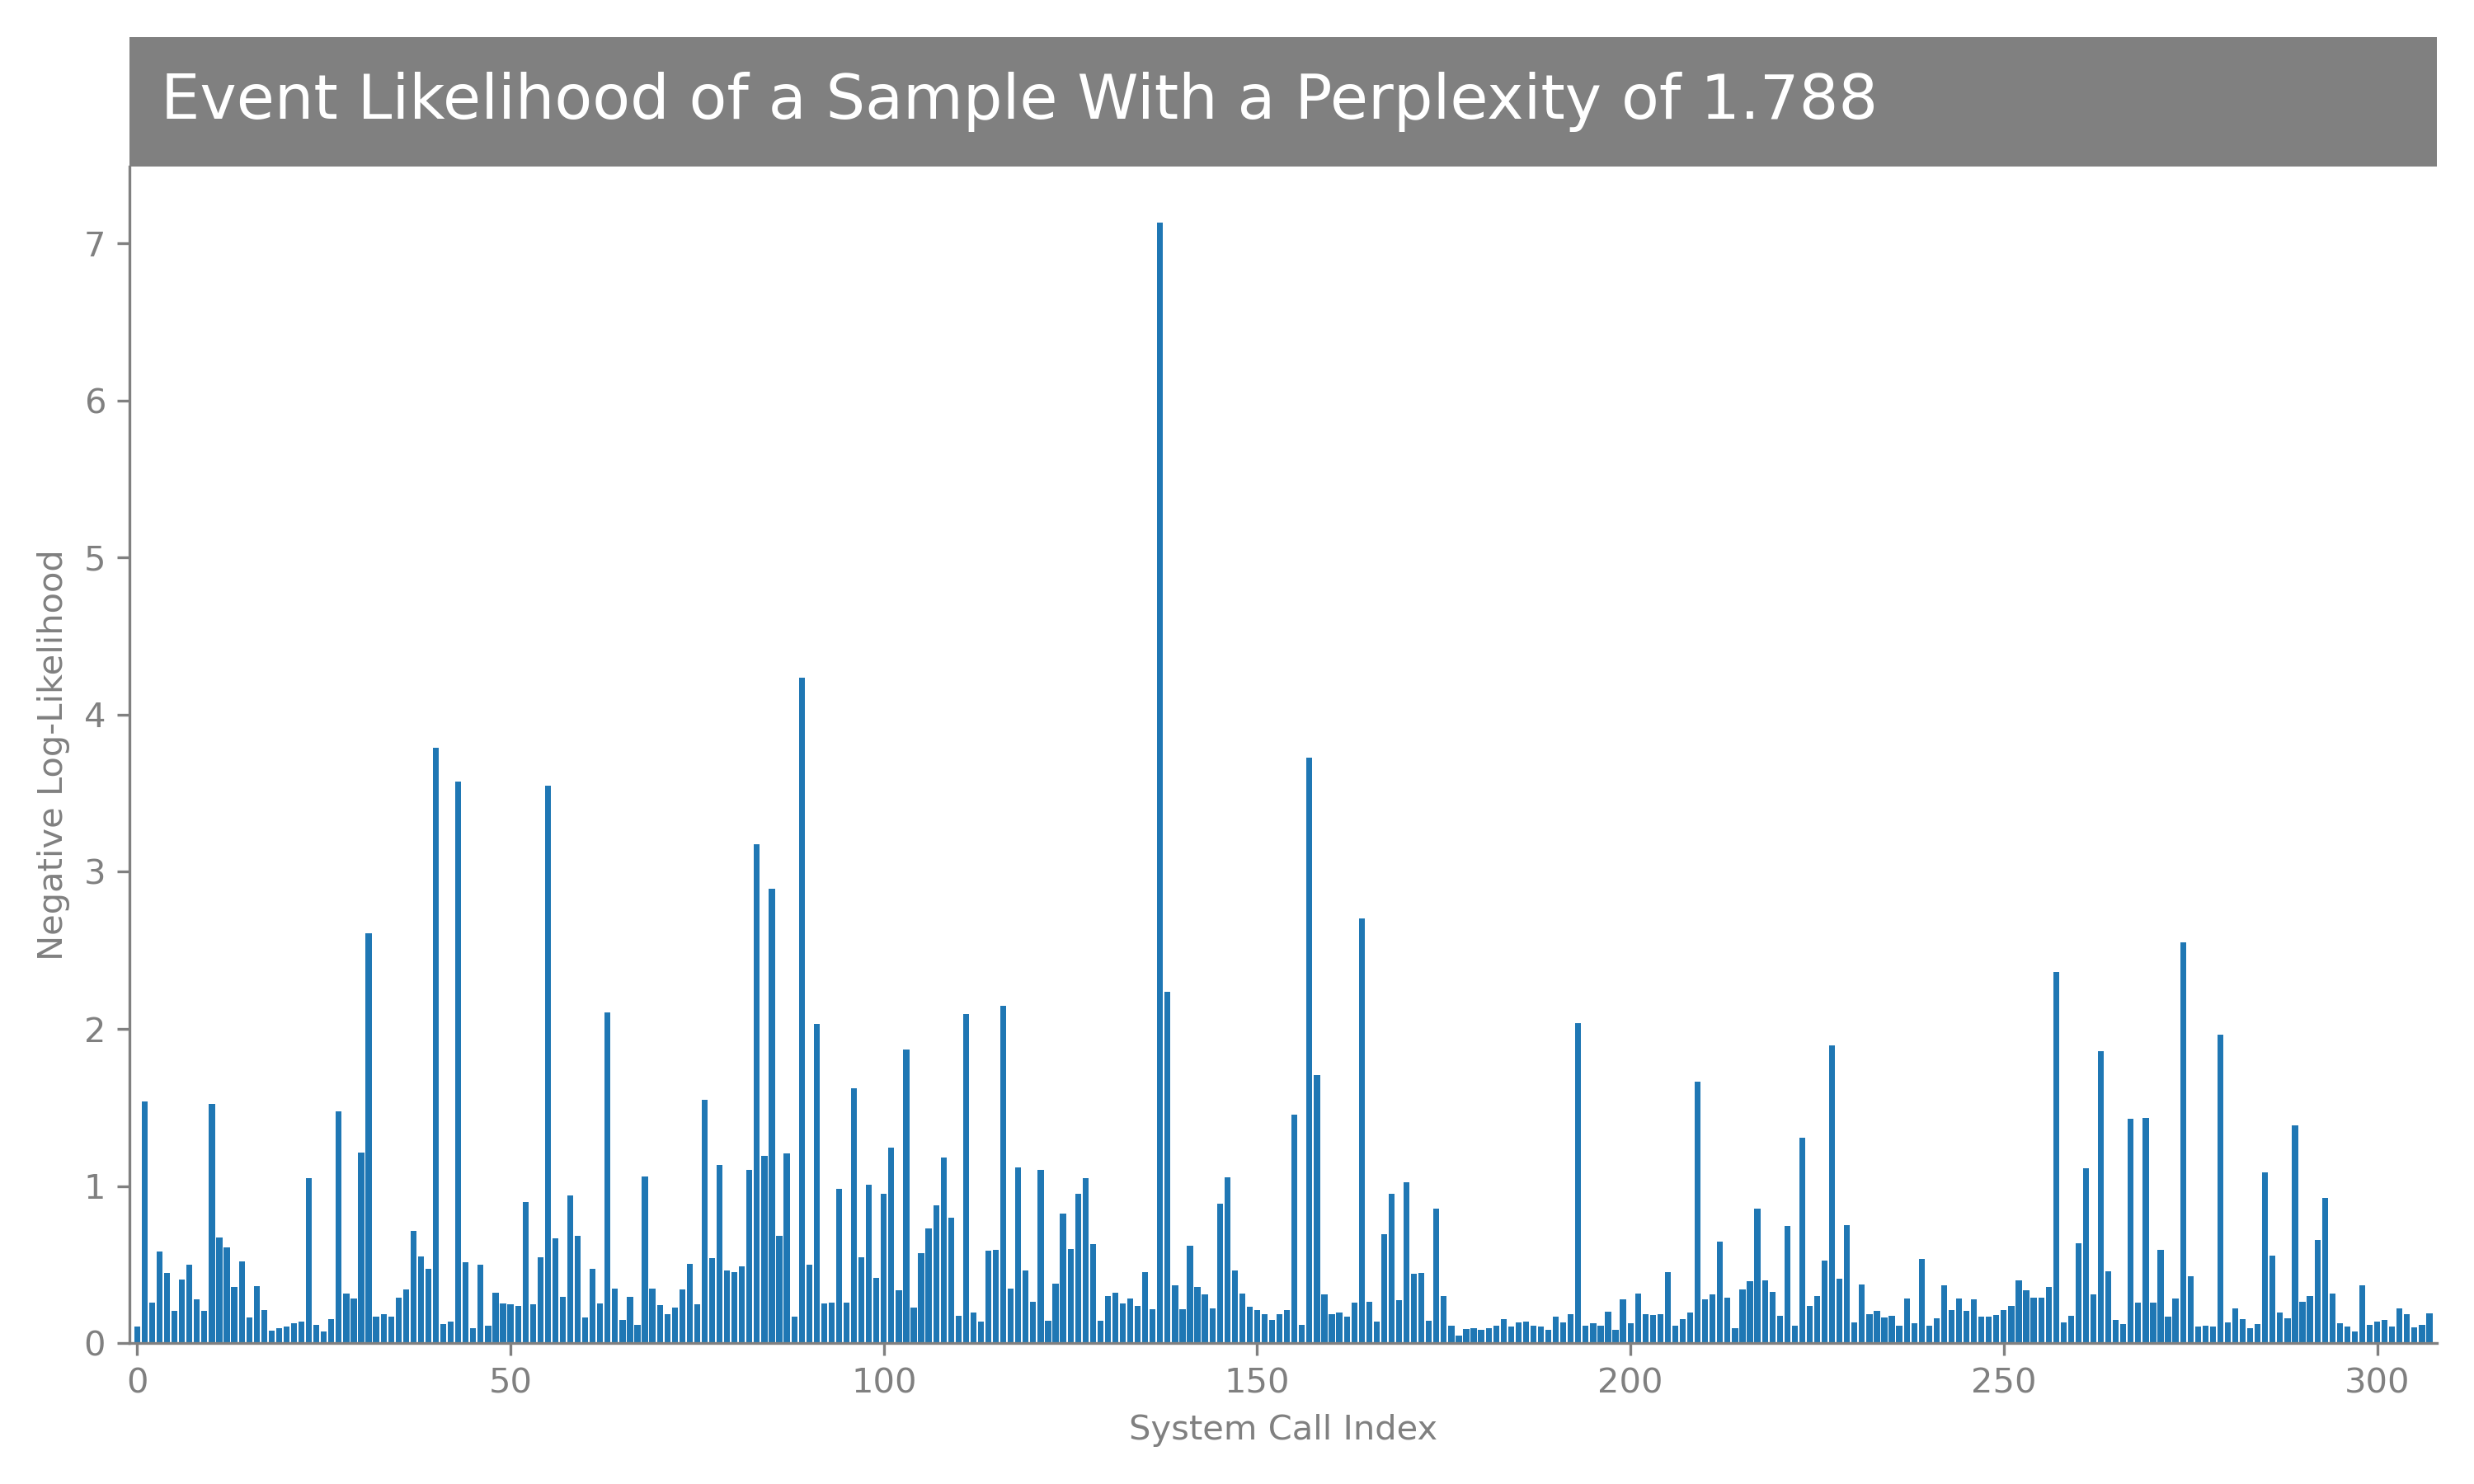 Event Likelihood of a Sample With a Perplexity of 1.788
Negative Log-Likelihood
7
6
5
4
3
2
1
0
0 50 100 150 200 250 300
System Call Index